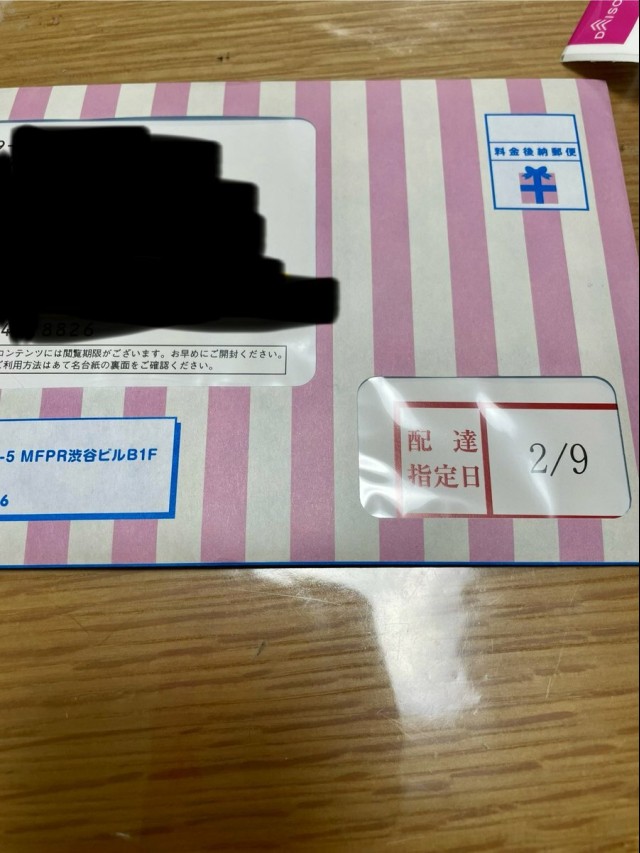 料金後納郵便
8826
コンテンツには閲覧期限がございます。お早めにご開封ください。
ご利用方法はあて名台紙の裏面をご確認ください。
-5 MFPR渋谷ビルB1F
6
配達
指定日
2/9